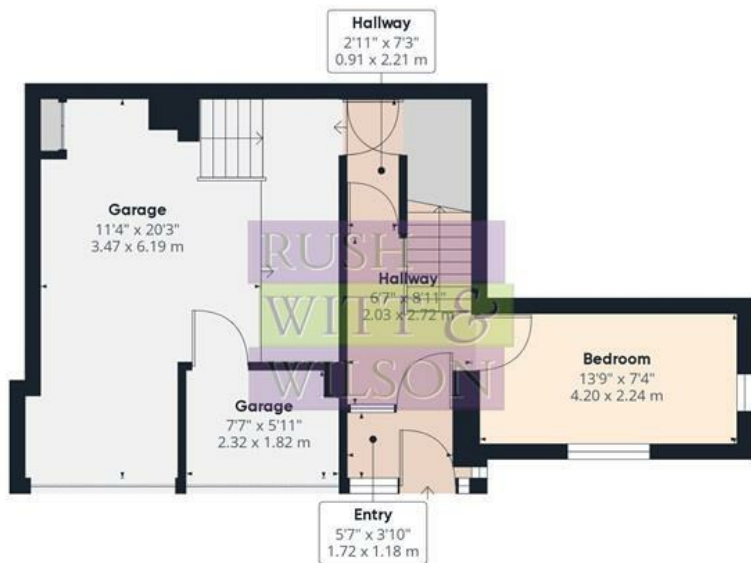 Hallway
2'11" x 7'3"
0.91 x 2.21 m
Garage
11'4" x 20'3"
3.47 x 6.19 m
RUSH
WITT &
WILSON
Hallway
6'7" x 8'11"
2.03 x 2.72 m
Bedroom
13'9" x 7'4"
4.20 x 2.24 m
Garage
7'7" x 5'11"
2.32 x 1.82 m
Entry
5'7" x 3'10"
1.72 x 1.18 m